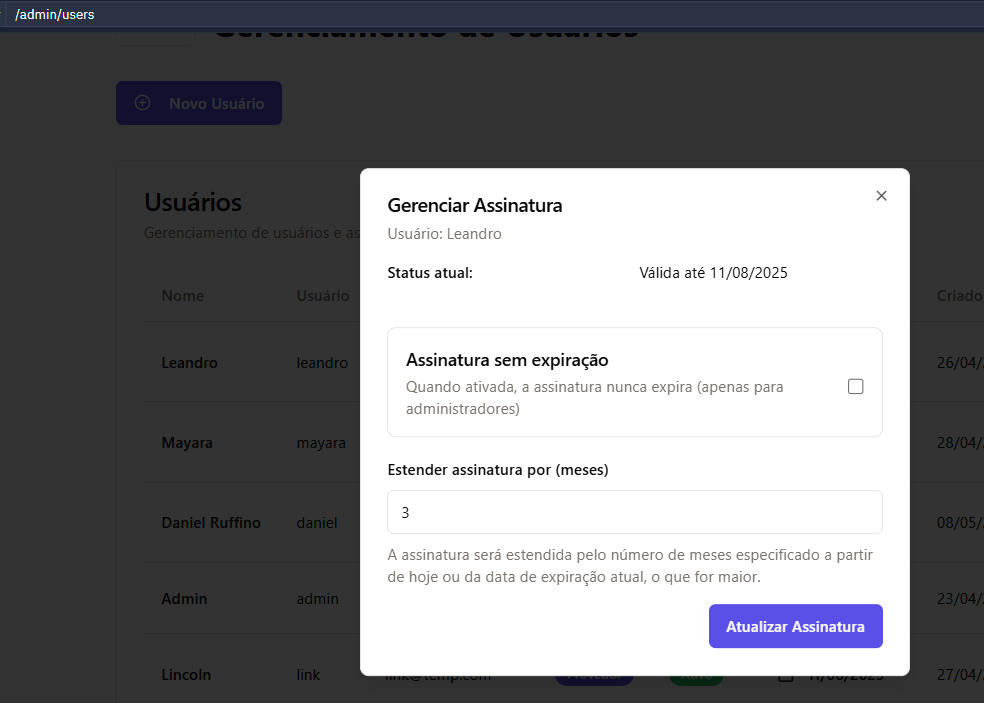 /admin/users
Gerenciamento de Usuários
Novo Usuário
Usuários
Gerenciamento de usuários e as
Nome Usuário Criado
Leandro leandro 26/04/
Mayara mayara 28/04/
Daniel Ruffino daniel 08/05/
Admin admin 23/04/
Lincoln link link@temp.com 11/06/2025 27/04/
Gerenciar Assinatura
Usuário: Leandro
Status atual: Válida até 11/08/2025
Assinatura sem expiração
Quando ativada, a assinatura nunca expira (apenas para
administradores)
Estender assinatura por (meses)
3
A assinatura será estendida pelo número de meses especificado a partir
de hoje ou da data de expiração atual, o que for maior.
Atualizar Assinatura